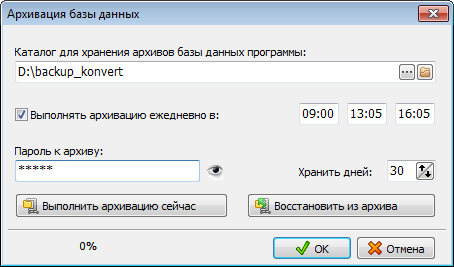 Архивация базы данных
Каталог для хранения архивов базы данных программы:
D:\backup_konvert
Выполнять архивацию ежедневно в: 09:00 13:05 16:05
Пароль к архиву:
***** Хранить дней: 30
Выполнить архивацию сейчас Восстановить из архива
0% OK Отмена